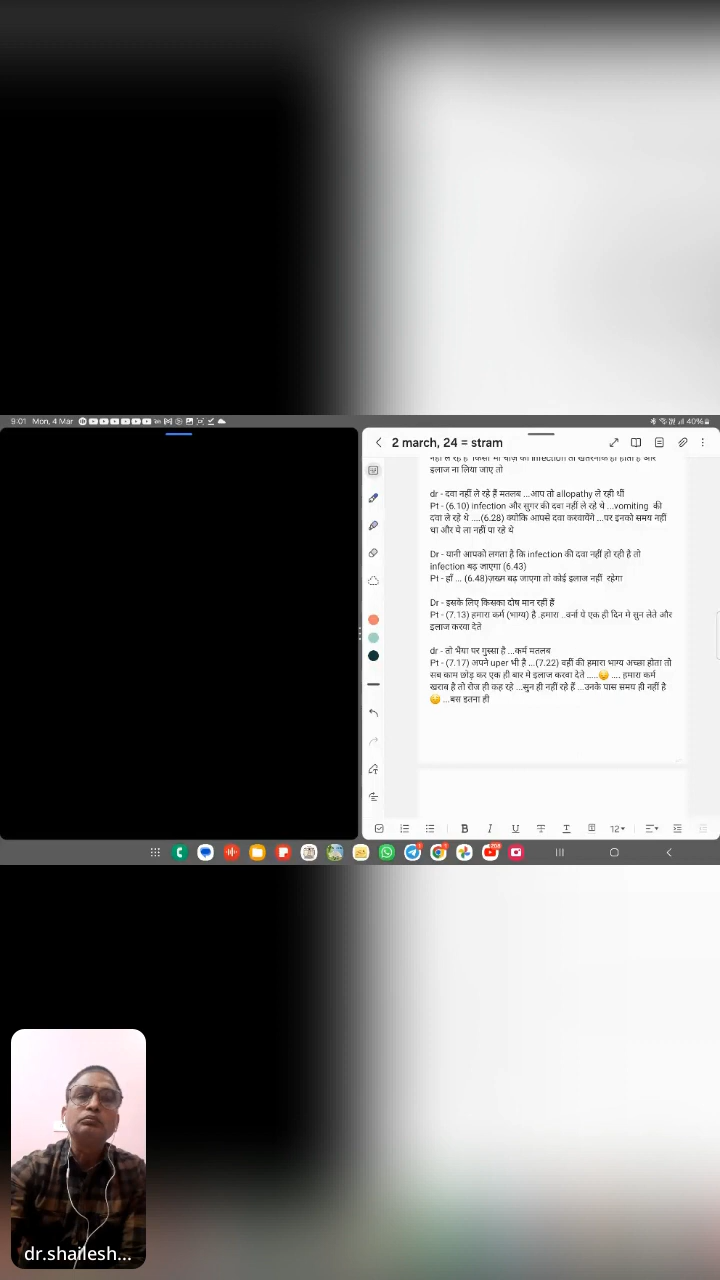 9:01 Mon, 4 Mar
40%
2 march, 24 = stram
इलाज ना लिया जाए तो
dr - दवा नहीं ले रहे हैं मतलब ...आप तो allopathy ले रही थीं
Pt - (6.10) infection और सुगर की दवा नहीं ले रहे थे ...vomiting की
दवा ले रहे थे ....(6.28) क्योकि आपसे दवा करवायेंगे ...पर इनको समय नहीं
था और ये ला नहीं पा रहे थे
Dr - यानी आपको लगता है कि infection की दवा नहीं हो रही है तो
infection बढ़ जाएगा (6.43)
Pt - हाँ ... (6.48)ज़ख्म बढ़ जाएगा तो कोई इलाज नहीं रहेगा
Dr - इसके लिए किसका दोष मान रहीं हैं
Pt - (7.13) हमारा कर्म (भाग्य) है .हमारा ..वर्ना ये एक ही दिन मे सुन लेते और
इलाज करवा देते
dr - तो भैया पर गुस्सा है ...कर्म मतलब
Pt - (7.17) अपने uper भी है ...(7.22) वहीं की हमारा भाग्य अच्छा होता तो
सब काम छोड़ कर एक ही बार मे इलाज करवा देते .....😔 .... हमारा कर्म
खराब है तो रोज ही कह रहे ...सुन ही नहीं रहे हैं ...उनके पास समय ही नहीं है
😔 ...बस इतना ही
B I U T T 12
dr.shailesh...